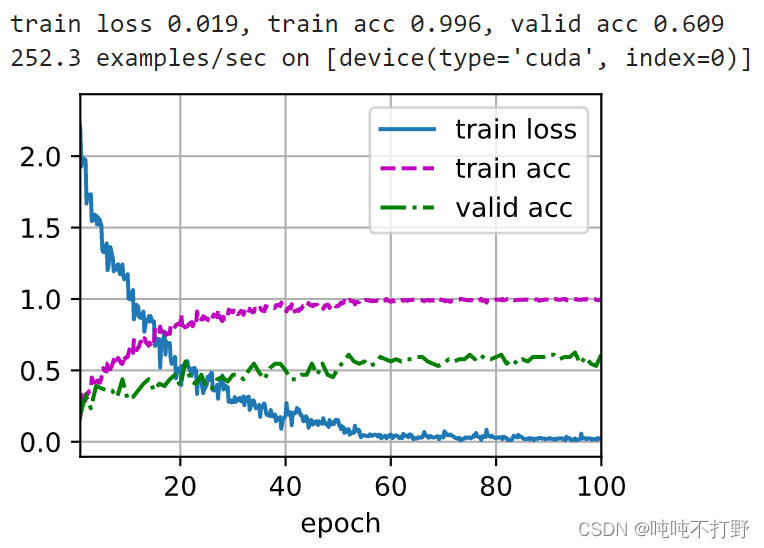 train loss 0.019, train acc 0.996, valid acc 0.609
252.3 examples/sec on [device(type='cuda', index=0)]
train loss
train acc
valid acc
2.0
1.5
1.0
0.5
0.0
20 40 60 80 100
epoch
CSDN @吨吨不打野